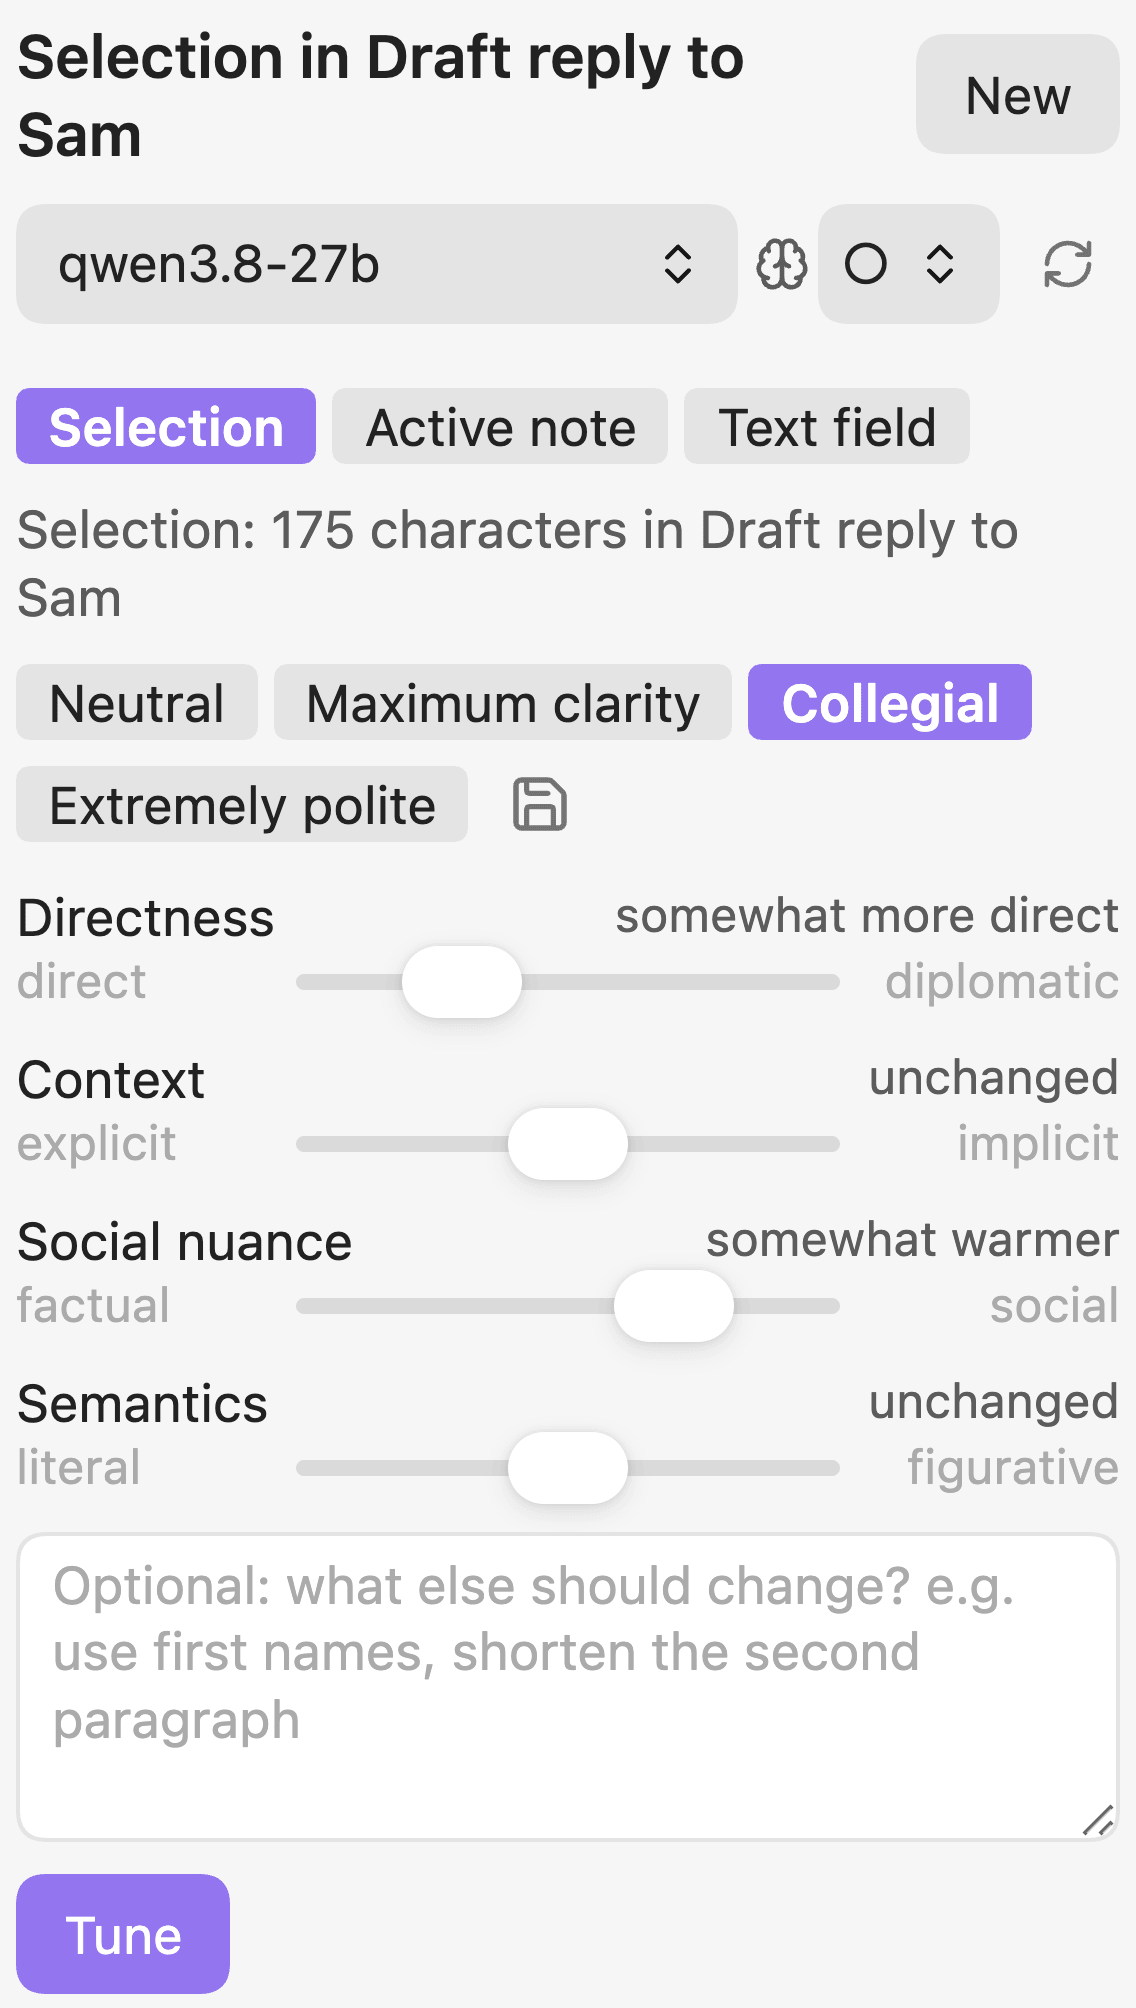 Selection in Draft reply to
Sam
New
qwen3.8-27b
Selection
Active note
Text field
Selection: 175 characters in Draft reply to
Sam
Neutral
Maximum clarity
Collegial
Extremely polite
Directness
somewhat more direct
direct
diplomatic
Context
unchanged
explicit
implicit
Social nuance
somewhat warmer
factual
social
Semantics
unchanged
literal
figurative
Optional: what else should change? e.g.
use first names, shorten the second
paragraph
Tune